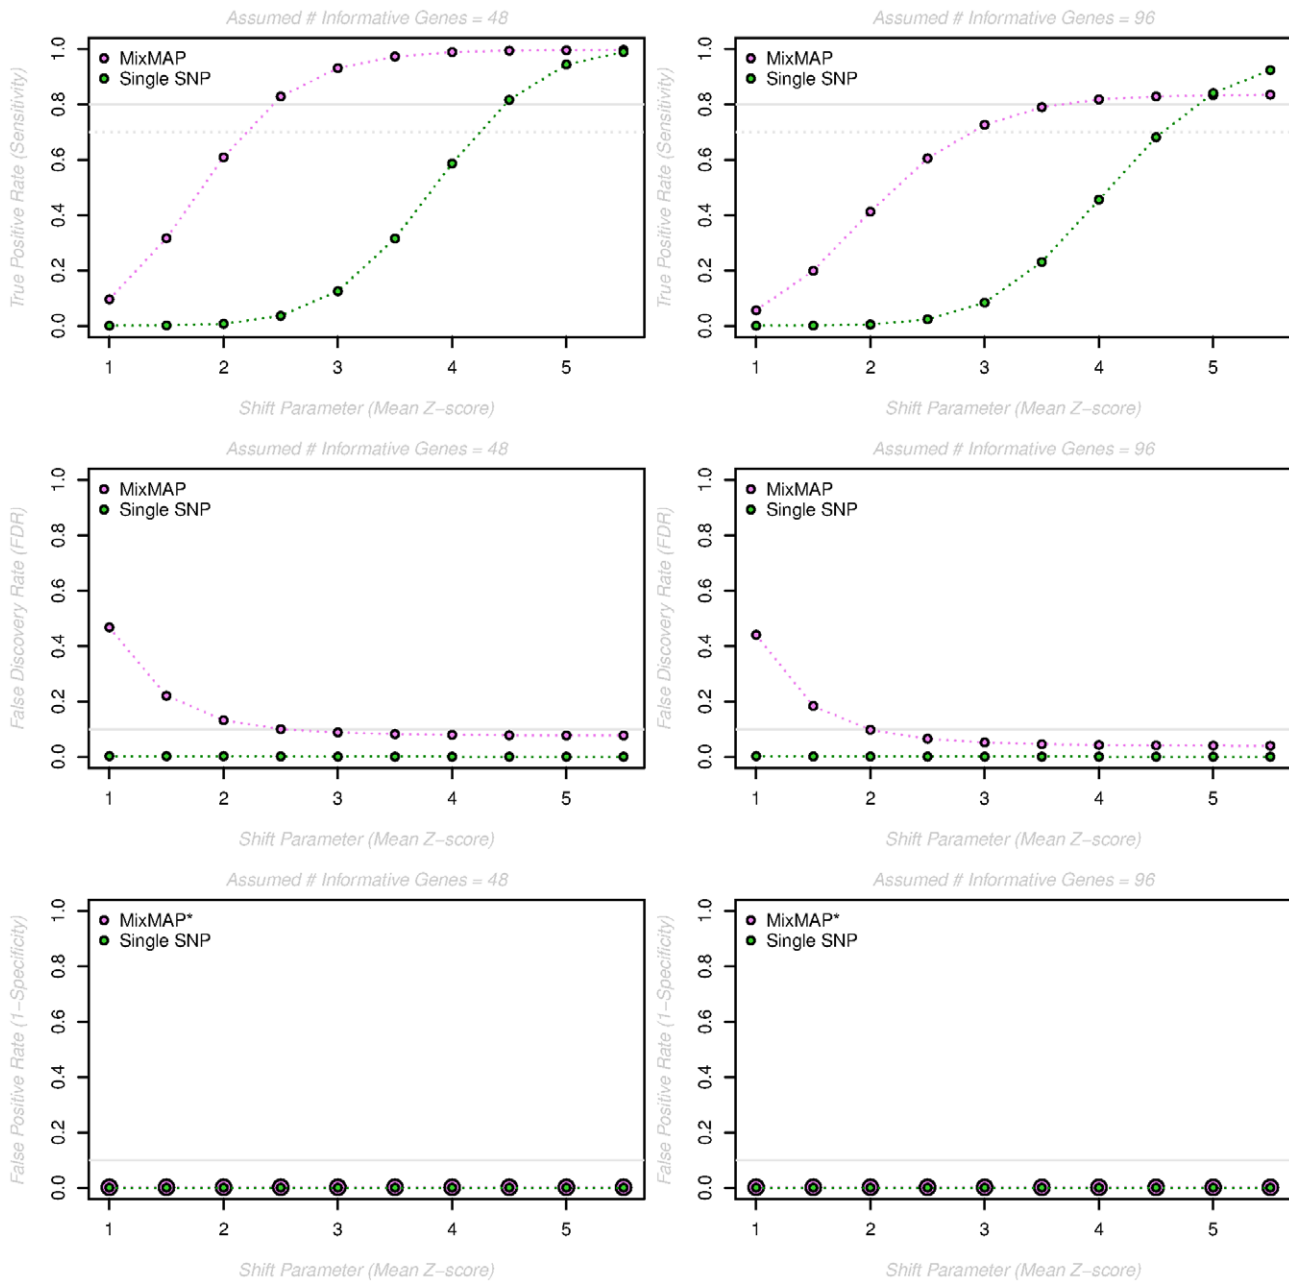 Assumed # Informative Genes = 48
True Positive Rate (Sensitivity)
1.0
0.8
0.6
0.4
0.2
0.0
MixMAP
Single SNP
1 2 3 4 5
Shift Parameter (Mean Z−score)
Assumed # Informative Genes = 96
True Positive Rate (Sensitivity)
1.0
0.8
0.6
0.4
0.2
0.0
MixMAP
Single SNP
1 2 3 4 5
Shift Parameter (Mean Z−score)
Assumed # Informative Genes = 48
False Discovery Rate (FDR)
1.0
0.8
0.6
0.4
0.2
0.0
MixMAP
Single SNP
1 2 3 4 5
Shift Parameter (Mean Z−score)
Assumed # Informative Genes = 96
False Discovery Rate (FDR)
1.0
0.8
0.6
0.4
0.2
0.0
MixMAP
Single SNP
1 2 3 4 5
Shift Parameter (Mean Z−score)
Assumed # Informative Genes = 48
False Positive Rate (1−Specificity)
1.0
0.8
0.6
0.4
0.2
0.0
MixMAP*
Single SNP
1 2 3 4 5
Shift Parameter (Mean Z−score)
Assumed # Informative Genes = 96
False Positive Rate (1−Specificity)
1.0
0.8
0.6
0.4
0.2
0.0
MixMAP*
Single SNP
1 2 3 4 5
Shift Parameter (Mean Z−score)